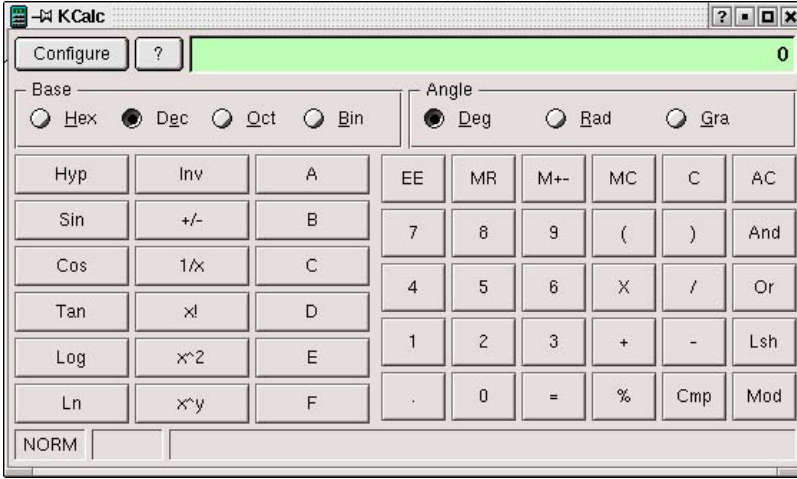 KCalc ?
Configure ? 0
Base Angle
Hex Dec Oct Bin Deg Rad Gra
Hyp Inv A EE MR M+- MC C AC
Sin +/- B 7 8 9 ( ) And
Cos 1/x C 4 5 6 X / Or
Tan x! D
Log x^2 E 1 2 3 + - Lsh
Ln x^y F . 0 = % Cmp Mod
NORM